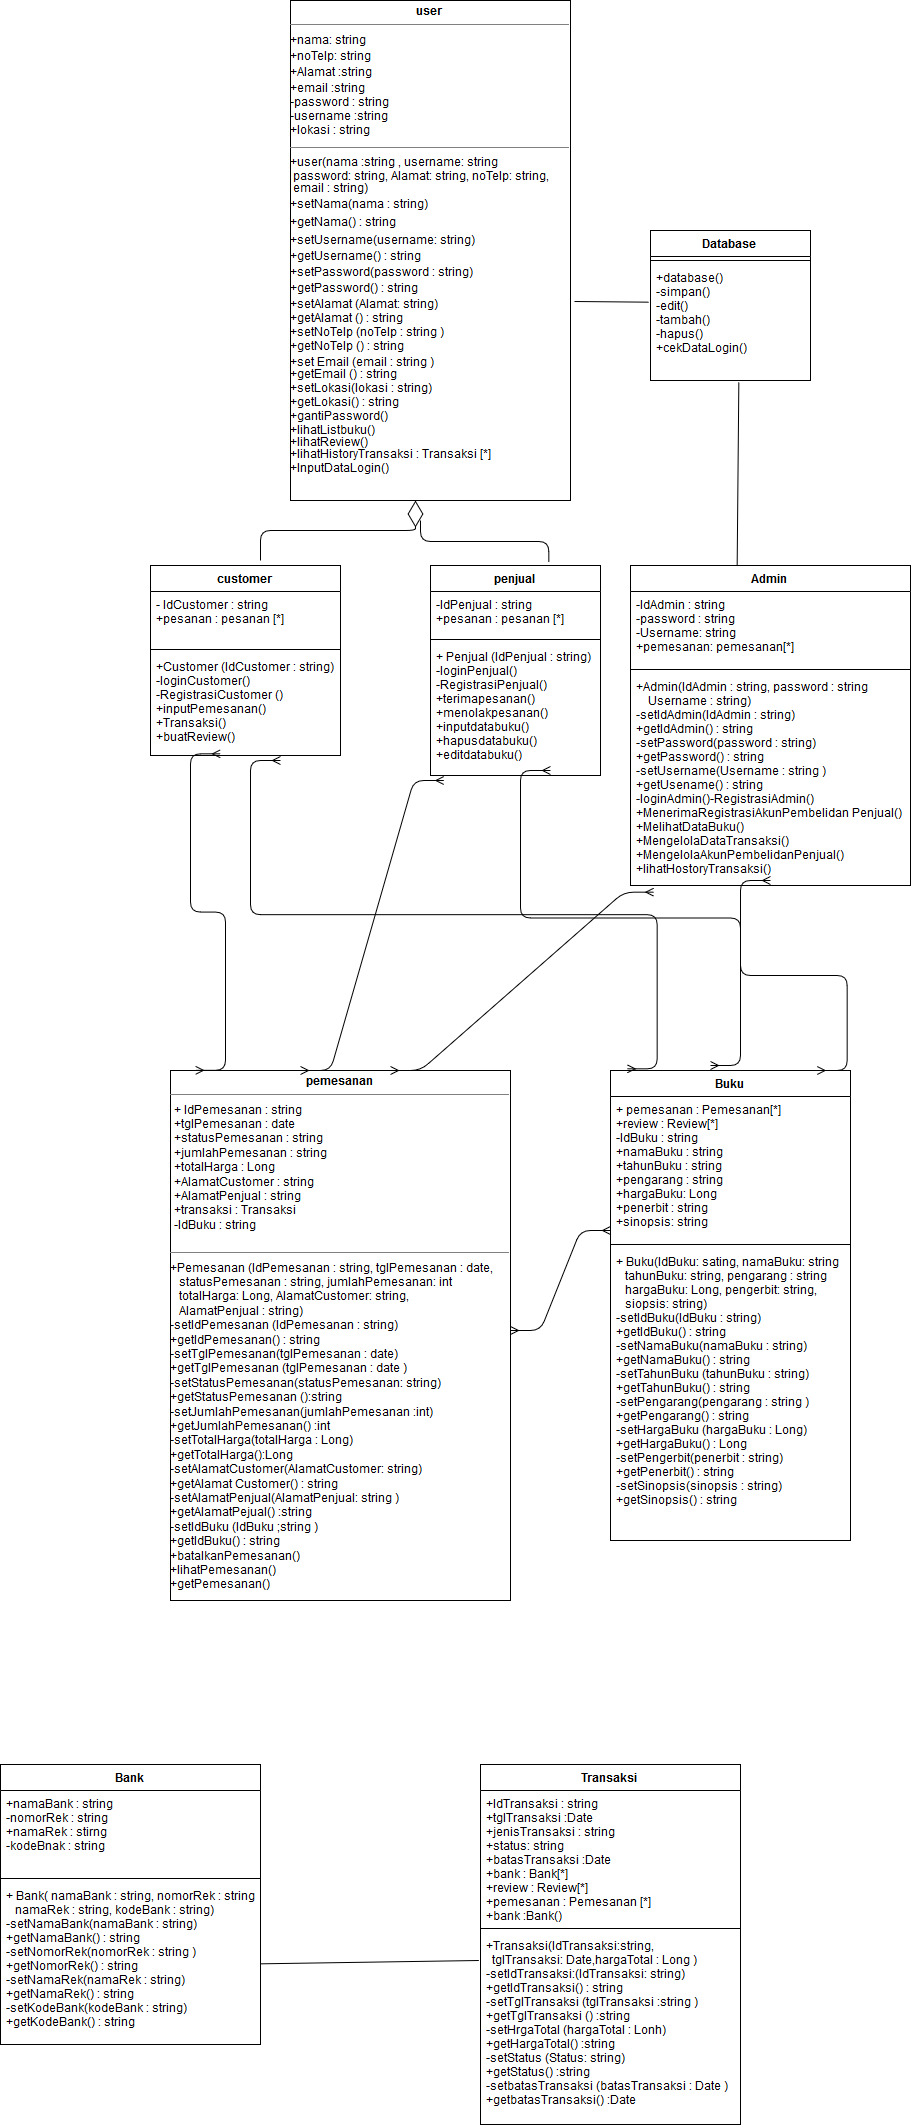 user
+nama: string
+noTelp: string
+Alamat :string
+email :string
-password : string
-username :string
+lokasi : string
+user(nama :string , username: string
password: string, Alamat: string, noTelp: string,
email : string)
+setNama(nama : string)
+getNama() : string
+setUsername(username: string)
+getUsername() : string
+setPassword(password : string)
+getPassword() : string
+setAlamat (Alamat: string)
+getAlamat () : string
+setNoTelp (noTelp : string )
+getNoTelp () : string
+set Email (email : string )
+getEmail () : string
+setLokasi(lokasi : string)
+getLokasi() : string
+gantiPassword()
+lihatListbuku()
+lihatReview()
+lihatHistoryTransaksi : Transaksi [*]
+InputDataLogin()
Database
+database()
-simpan()
-edit()
-tambah()
-hapus()
+cekDataLogin()
customer
- IdCustomer : string
+pesanan : pesanan [*]
+Customer (IdCustomer : string)
-loginCustomer()
-RegistrasiCustomer ()
+inputPemesanan()
+Transaksi()
+buatReview()
penjual
-IdPenjual : string
+pesanan : pesanan [*]
+ Penjual (IdPenjual : string)
-loginPenjual()
-RegistrasiPenjual()
+terimapesanan()
+menolakpesanan()
+inputdatabuku()
+hapusdatabuku()
+editdatabuku()
Admin
-IdAdmin : string
-password : string
-Username: string
+pemesanan: pemesanan[*]
+Admin(IdAdmin : string, password : string
Username : string)
-setIdAdmin(IdAdmin : string)
+getIdAdmin() : string
-setPassword(password : string)
+getPassword() : string
-setUsername(Username : string )
+getUsename() : string
-loginAdmin()-RegistrasiAdmin()
+MenerimaRegistrasiAkunPembelidan Penjual()
+MelihatDataBuku()
+MengelolaDataTransaksi()
+MengelolaAkunPembelidanPenjual()
+lihatHostoryTransaksi()
pemesanan
+ IdPemesanan : string
+tglPemesanan : date
+statusPemesanan : string
+jumlahPemesanan : string
+totalHarga : Long
+AlamatCustomer : string
+AlamatPenjual : string
+transaksi : Transaksi
-IdBuku : string
+Pemesanan (IdPemesanan : string, tglPemesanan : date,
statusPemesanan : string, jumlahPemesanan: int
totalHarga: Long, AlamatCustomer: string,
AlamatPenjual : string)
-setIdPemesanan (IdPemesanan : string)
+getIdPemesanan() : string
-setTglPemesanan(tglPemesanan : date)
+getTglPemesanan (tglPemesanan : date )
-setStatusPemesanan(statusPemesanan: string)
+getStatusPemesanan ():string
-setJumlahPemesanan(jumlahPemesanan :int)
+getJumlahPemesanan() :int
-setTotalHarga(totalHarga : Long)
+getTotalHarga():Long
-setAlamatCustomer(AlamatCustomer: string)
+getAlamat Customer() : string
-setAlamatPenjual(AlamatPenjual: string )
+getAlamatPejual() :string
-setIdBuku (IdBuku ;string )
+getIdBuku() : string
+batalkanPemesanan()
+lihatPemesanan()
+getPemesanan()
Buku
+ pemesanan : Pemesanan[*]
+review : Review[*]
-IdBuku : string
+namaBuku : string
+tahunBuku : string
+pengarang : string
+hargaBuku: Long
+penerbit : string
+sinopsis: string
+ Buku(IdBuku: sating, namaBuku: string
tahunBuku: string, pengarang : string
hargaBuku: Long, pengerbit: string,
siopsis: string)
-setIdBuku(IdBuku : string)
+getIdBuku() : string
-setNamaBuku(namaBuku : string)
+getNamaBuku() : string
-setTahunBuku (tahunBuku : string)
+getTahunBuku() : string
-setPengarang(pengarang : string )
+getPengarang() : string
-setHargaBuku (hargaBuku : Long)
+getHargaBuku() : Long
-setPengerbit(penerbit : string)
+getPenerbit() : string
-setSinopsis(sinopsis : string)
+getSinopsis() : string
Bank
+namaBank : string
-nomorRek : string
+namaRek : stirng
-kodeBnak : string
+ Bank( namaBank : string, nomorRek : string
namaRek : string, kodeBank : string)
-setNamaBank(namaBank : string)
+getNamaBank() : string
-setNomorRek(nomorRek : string )
+getNomorRek() : string
-setNamaRek(namaRek : string)
+getNamaRek() : string
-setKodeBank(kodeBank : string)
+getKodeBank() : string
Transaksi
+IdTransaksi : string
+tglTransaksi :Date
+jenisTransaksi : string
+status: string
+batasTransaksi :Date
+bank : Bank[*]
+review : Review[*]
+pemesanan : Pemesanan [*]
+bank :Bank()
+Transaksi(IdTransaksi:string,
tglTransaksi: Date,hargaTotal : Long )
-setIdTransaksi:(IdTransaksi: string)
+getIdTransaksi() : string
-setTglTransaksi (tglTransaksi :string )
+getTglTransaksi () :string
-setHrgaTotal (hargaTotal : Lonh)
+getHargaTotal() :string
-setStatus (Status: string)
+getStatus() :string
-setbatasTransaksi (batasTransaksi : Date )
+getbatasTransaksi() :Date